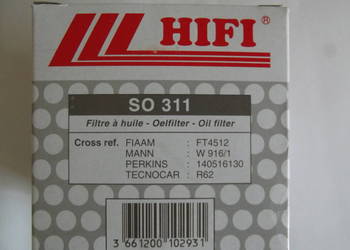 HIFI®
SO 311
Filtre à huile - Oelfilter - Oil filter
Cross ref. FIAAM : FT4512
MANN : W 916/1
PERKINS : 140516130
TECNOCAR : R62
3 661200 102931